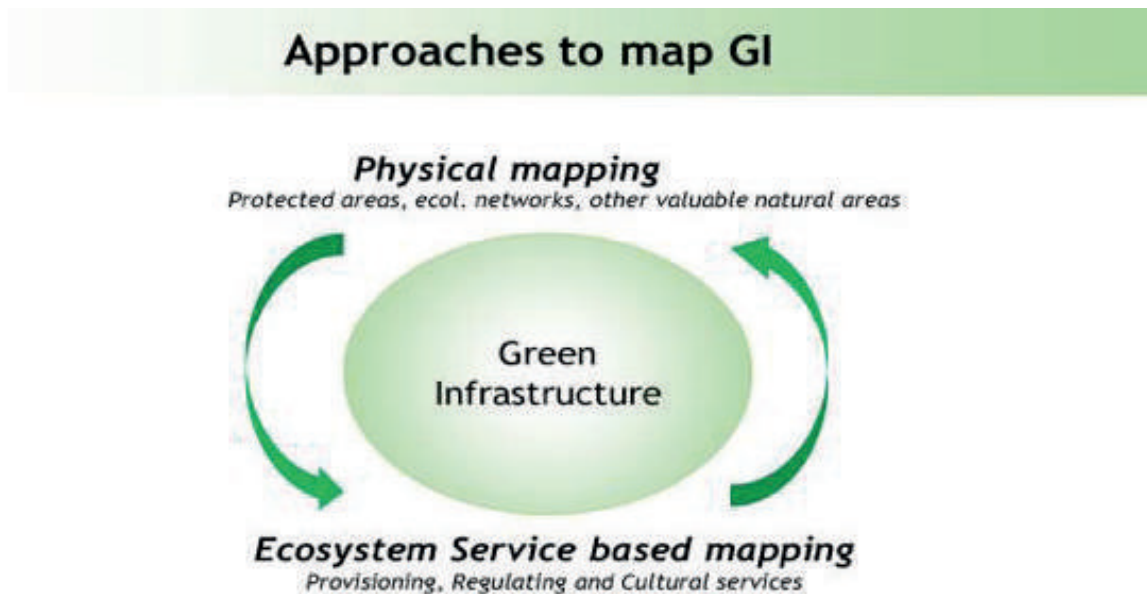 Approaches to map GI
Physical mapping
Protected areas, ecol. networks, other valuable natural areas
Green
Infrastructure
Ecosystem Service based mapping
Provisioning, Regulating and Cultural services